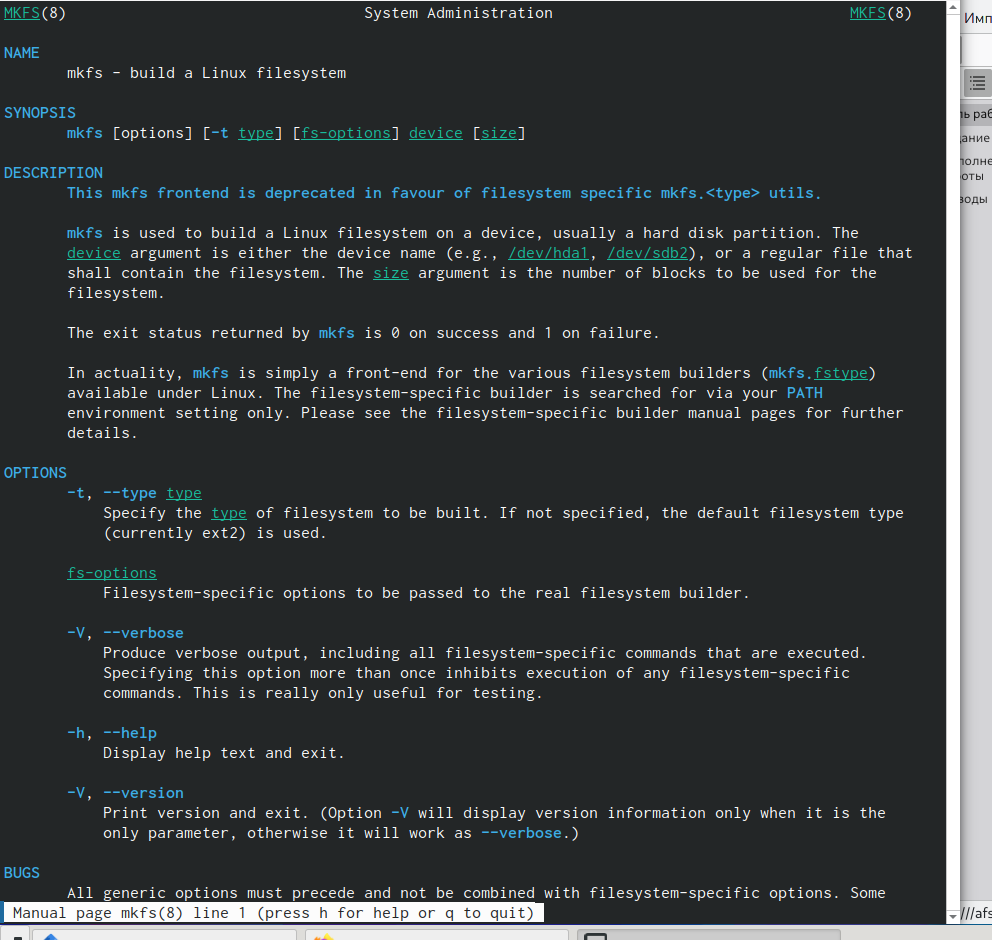 MKFS(8) System Administration MKFS(8)
NAME
mkfs - build a Linux filesystem
SYNOPSIS
mkfs [options] [-t type] [fs-options] device [size]
DESCRIPTION
This mkfs frontend is deprecated in favour of filesystem specific mkfs.<type> utils.
mkfs is used to build a Linux filesystem on a device, usually a hard disk partition. The
device argument is either the device name (e.g., /dev/hda1, /dev/sdb2), or a regular file that
shall contain the filesystem. The size argument is the number of blocks to be used for the
filesystem.
The exit status returned by mkfs is 0 on success and 1 on failure.
In actuality, mkfs is simply a front-end for the various filesystem builders (mkfs.fstype)
available under Linux. The filesystem-specific builder is searched for via your PATH
environment setting only. Please see the filesystem-specific builder manual pages for further
details.
OPTIONS
-t, --type type
Specify the type of filesystem to be built. If not specified, the default filesystem type
(currently ext2) is used.
fs-options
Filesystem-specific options to be passed to the real filesystem builder.
-V, --verbose
Produce verbose output, including all filesystem-specific commands that are executed.
Specifying this option more than once inhibits execution of any filesystem-specific
commands. This is really only useful for testing.
-h, --help
Display help text and exit.
-V, --version
Print version and exit. (Option -V will display version information only when it is the
only parameter, otherwise it will work as --verbose.)
BUGS
All generic options must precede and not be combined with filesystem-specific options. Some
Manual page mkfs(8) line 1 (press h for help or q to quit)
Имп
ль раб
дание
полне
оты
воды
///afs